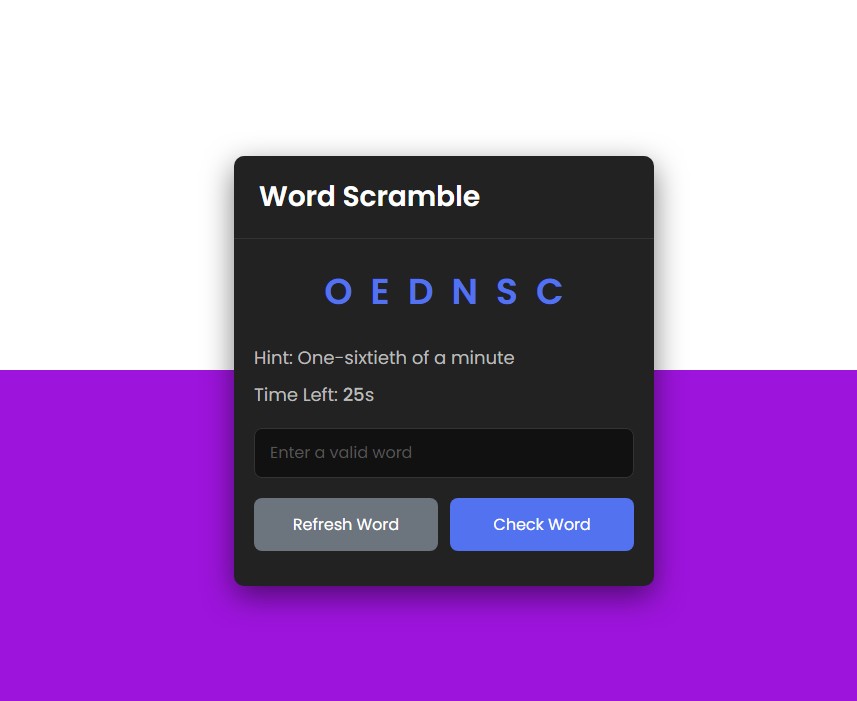 Word Scramble
O E D N S C
Hint: One-sixtieth of a minute
Time Left: 25s
Enter a valid word
Refresh Word Check Word